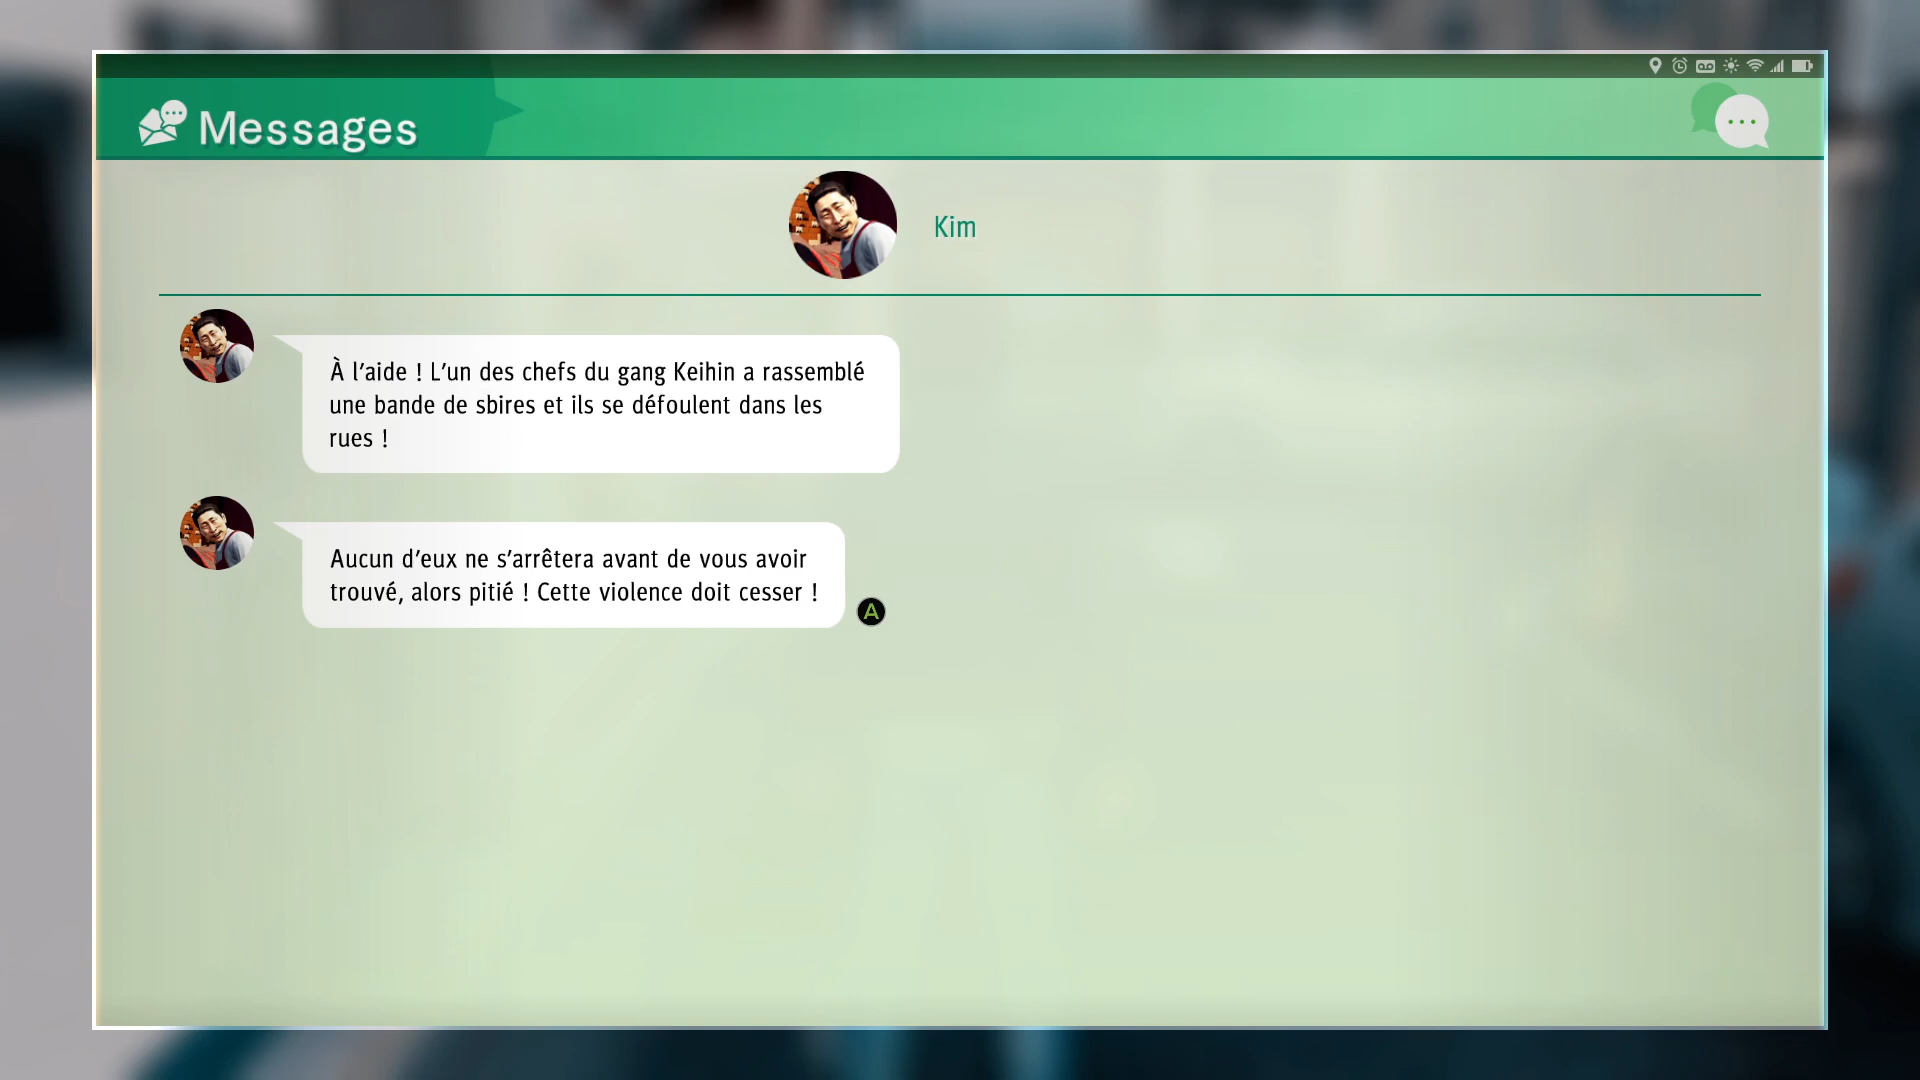 Messages
Kim
À l’aide ! L’un des chefs du gang Keihin a rassemblé
une bande de sbires et ils se défoulent dans les
rues !
Aucun d’eux ne s’arrêtera avant de vous avoir
trouvé, alors pitié ! Cette violence doit cesser !
A